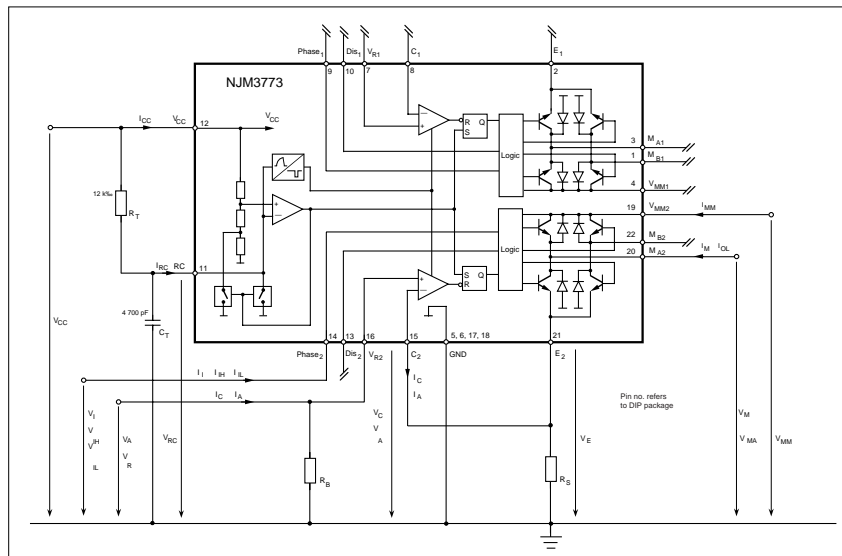 Phase1 Dis1 VR1 C1 E1
9 10 7 8 2
NJM3773
ICC VCC 12 VCC
R Q
S
3 MA1
1 MB1
4 VMM1
Logic
12 k‰
RT
19 VMM2 IMM
22 MB2
20 MA2 IM IOL
Logic
IRC RC 11
S Q
R
4 700 pF
CT
VCC
14 13 16 15 5, 6, 17, 18 21
Phase2 Dis2 VR2 C2 GND E2
II IIH IIL
IC IA
IC
IA
Pin no. refers
to DIP package
VI
V
IH
V
IL
VA
V
R
VRC
VC
V
A
VE
VM
V MA
VMM
RB
RS